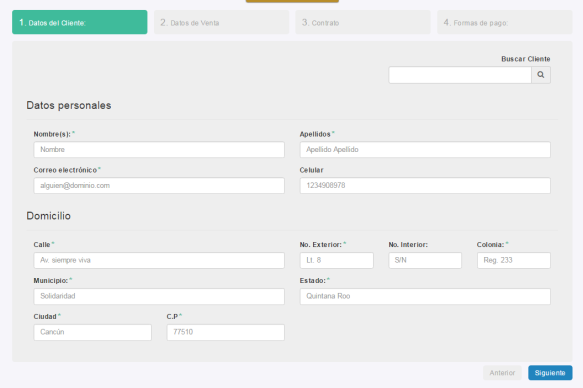 1. Datos del Cliente:
2. Datos de Venta
3. Contrato
4. Formas de pago:
Buscar Cliente
Datos personales
Nombre(s):* Apellidos*
Nombre Apellido Apellido
Correo electrónico* Celular
alguien@dominio.com 1234908978
Domicilio
Calle* No. Exterior:* No. Interior: Colonia:*
Av. siempre viva Lt. 8 S/N Reg. 233
Municipio:* Estado:*
Solidaridad Quintana Roo
Ciudad* C.P*
Cancún 77510
Anterior Siguiente